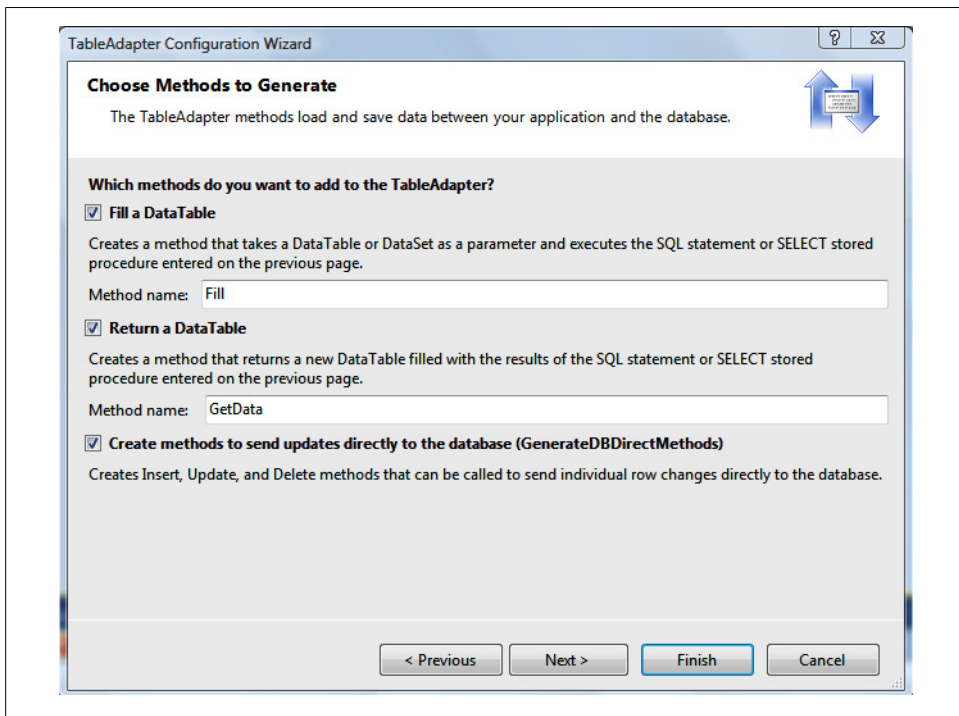 TableAdapter Configuration Wizard
?
Choose Methods to Generate
The TableAdapter methods load and save data between your application and the database.
Which methods do you want to add to the TableAdapter?
Fill a DataTable
Creates a method that takes a DataTable or DataSet as a parameter and executes the SQL statement or SELECT stored
procedure entered on the previous page.
Method name: Fill
Return a DataTable
Creates a method that returns a new DataTable filled with the results of the SQL statement or SELECT stored
procedure entered on the previous page.
Method name: GetData
Create methods to send updates directly to the database (GenerateDBDirectMethods)
Creates Insert, Update, and Delete methods that can be called to send individual row changes directly to the database.
< Previous Next > Finish Cancel